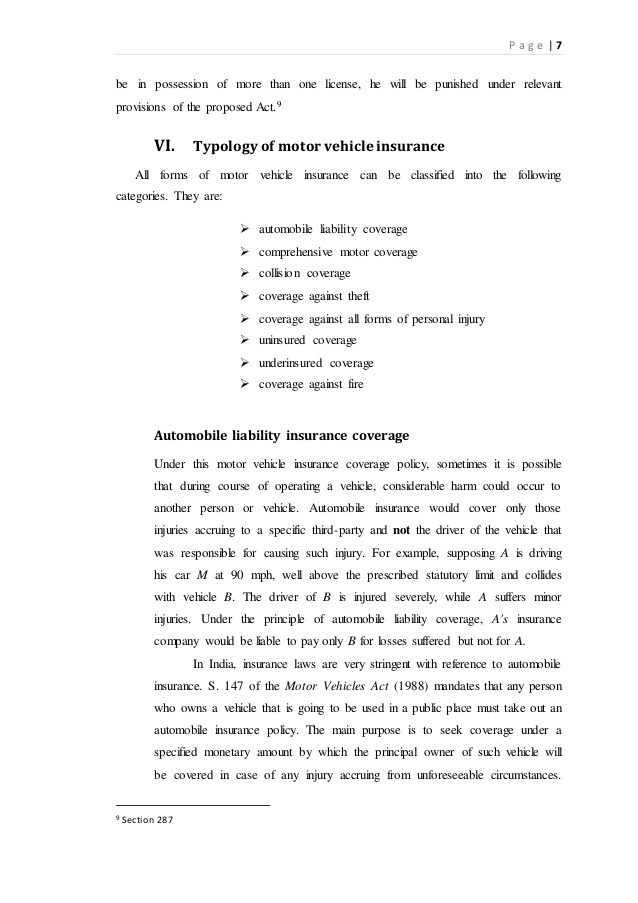 Page | 7
be in possession of more than one license, he will be punished under relevant
provisions of the proposed Act.9
VI. Typology of motor vehicle insurance
All forms of motor vehicle insurance can be classified into the following
categories. They are:
➢ automobile liability coverage
➢ comprehensive motor coverage
➢ collision coverage
➢ coverage against theft
➢ coverage against all forms of personal injury
➢ uninsured coverage
➢ underinsured coverage
➢ coverage against fire
Automobile liability insurance coverage
Under this motor vehicle insurance coverage policy, sometimes it is possible
that during course of operating a vehicle, considerable harm could occur to
another person or vehicle. Automobile insurance would cover only those
injuries accruing to a specific third-party and not the driver of the vehicle that
was responsible for causing such injury. For example, supposing A is driving
his car M at 90 mph, well above the prescribed statutory limit and collides
with vehicle B. The driver of B is injured severely, while A suffers minor
injuries. Under the principle of automobile liability coverage, A's insurance
company would be liable to pay only B for losses suffered but not for A.
In India, insurance laws are very stringent with reference to automobile
insurance. S. 147 of the Motor Vehicles Act (1988) mandates that any person
who owns a vehicle that is going to be used in a public place must take out an
automobile insurance policy. The main purpose is to seek coverage under a
specified monetary amount by which the principal owner of such vehicle will
be covered in case of any injury accruing from unforeseeable circumstances.
9 Section 287